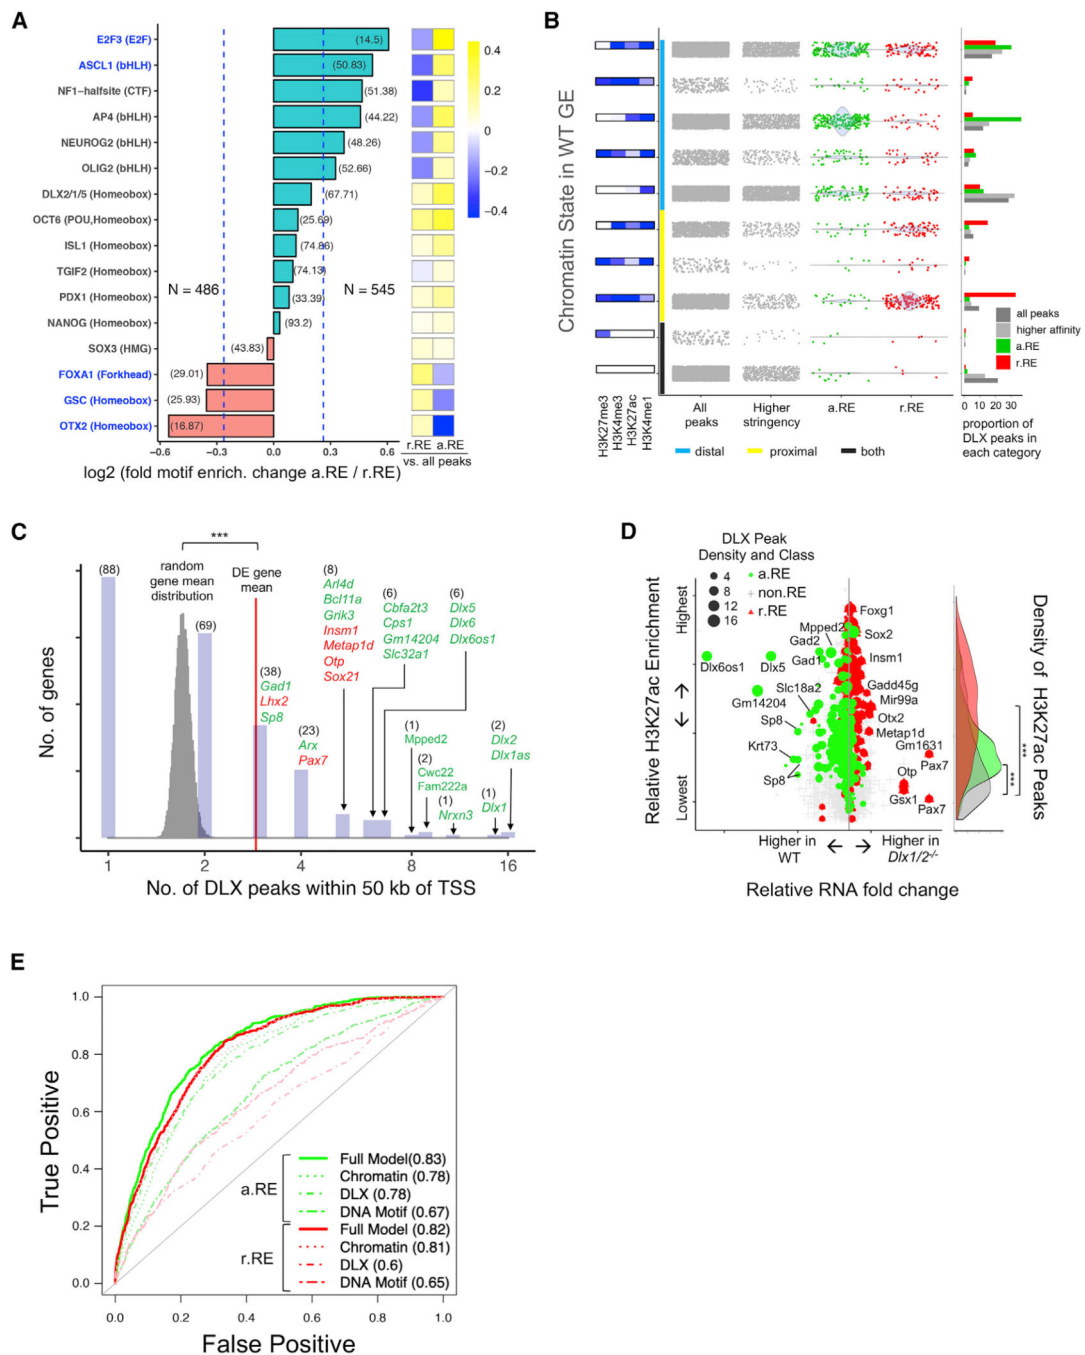 A
E2F3 (E2F)
ASCL1 (bHLH)
NF1-halfsite (CTF)
AP4 (bHLH)
NEUROG2 (bHLH)
OLIG2 (bHLH)
DLX2/1/5 (Homeobox)
OCT6 (POU,Homeobox)
ISL1 (Homeobox)
TGIF2 (Homeobox)
PDX1 (Homeobox)
NANOG (Homeobox)
SOX3 (HMG)
FOXA1 (Forkhead)
GSC (Homeobox)
OTX2 (Homeobox)
(14.5)
(50.83)
(51.38)
(44.22)
(48.26)
(52.66)
(67.71)
(25.69)
(74.86)
(74.13)
(33.39)
(93.2)
(43.83)
(29.01)
(25.93)
(16.87)
N = 486
N = 545
−0.6
−0.3
0.0
0.3
0.6
log2 (fold motif enrich. change a.RE / r.RE)
r.RE a.RE
vs. all peaks
0.4
0.2
0
−0.2
−0.4
B
Chromatin State in WT GE
H3K27me3
H3K4me3
H3K27ac
H3K4me1
All peaks
Higher stringency
a.RE
r.RE
distal
proximal
both
all peaks
higher affinity
a.RE
r.RE
0 10 20 30
proportion of
DLX peaks in
each category
C
No. of genes
(88)
random
gene mean
distribution
***
DE gene
mean
(69)
(38)
Gad1
Lhx2
Sp8
(23)
Arx
Pax7
(8)
Arl4d
Bcl11a
Grik3
Insm1
Metap1d
Otp
Sox21
(6)
Cbfa2t3
Cps1
Gm14204
Slc32a1
(6)
Dlx5
Dlx6
Dlx6os1
(1)
Mpped2
(2)
Cwc22
Fam222a
(1)
Nrxn3
(1)
Dlx1
(2)
Dlx2
Dlx1as
1
2
4
8
16
No. of DLX peaks within 50 kb of TSS
D
DLX Peak
Density and Class
4
8
12
16
a.RE
non.RE
r.RE
Relative H3K27ac Enrichment
Highest
Lowest
Foxg1
Mpped2
Sox2
Gad2
Gad1
Insm1
Dlx6os1
Dlx5
Gadd45g
Slc18a2
Mir99a
Gm14204
Otx2
Sp8
Metap1d
Gm1631
Krt73
Pax7
Otp
Sp8
Gsx1
Pax7
Higher in
WT
Higher in
Dlx1/2-/-
Relative RNA fold change
Density of H3K27ac Peaks
***
***
E
True Positive
1.0
0.8
0.6
0.4
0.2
0.0
a.RE
Full Model(0.83)
Chromatin (0.78)
DLX (0.78)
DNA Motif (0.67)
r.RE
Full Model (0.82)
Chromatin (0.81)
DLX (0.6)
DNA Motif (0.65)
0.0
0.2
0.4
0.6
0.8
1.0
False Positive